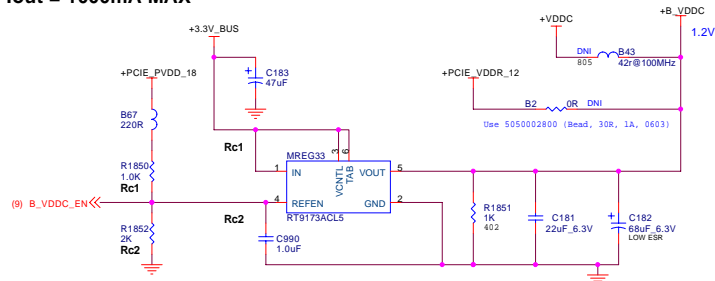 Iout = 1000mA MAX
+3.3V_BUS
+VDDC
+B_VDDC
1.2V
DNI
B43
805
42r@100MHz
+PCIE_PVDD_18
C183
47uF
+PCIE_VDDR_12
B2
0R
DNI
Use 5050002800 (Bead, 30R, 1A, 0603)
B67
220R
Rc1
MREG33
1
IN
VCNTL
3
TAB
6
VOUT
5
R1850
1.0K
Rc1
(9) B_VDDC_EN
4
REFEN
GND
2
RT9173ACL5
Rc2
R1852
2K
Rc2
C990
1.0uF
R1851
1K
402
C181
22uF_6.3V
C182
68uF_6.3V
LOW ESR